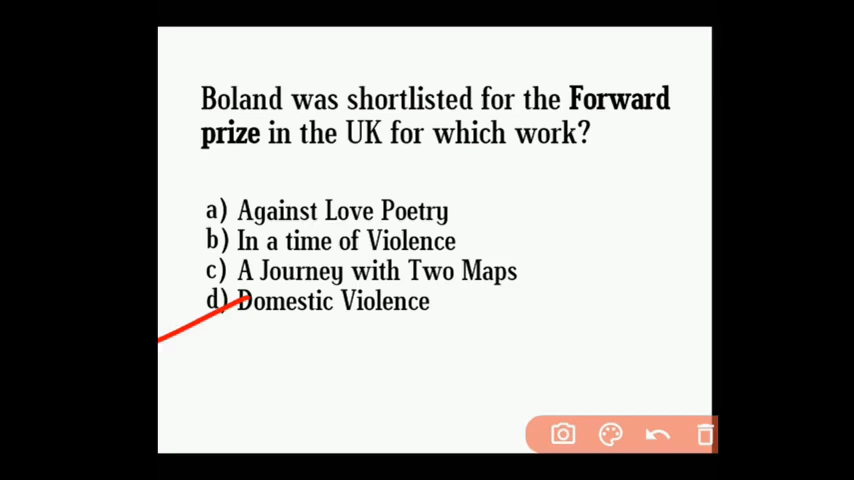 Boland was shortlisted for the Forward
prize in the UK for which work?
a) Against Love Poetry
b) In a time of Violence
c) A Journey with Two Maps
d) Domestic Violence